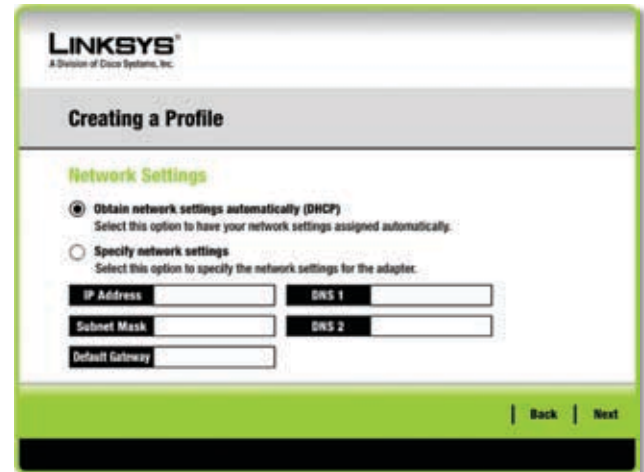 LINKSYS®
A Division of Cisco Systems, Inc.
Creating a Profile
Network Settings
Obtain network settings automatically (DHCP)
Select this option to have your network settings assigned automatically.
Specify network settings
Select this option to specify the network settings for the adapter.
IP Address
DNS 1
Subnet Mask
DNS 2
Default Gateway
Back
Next